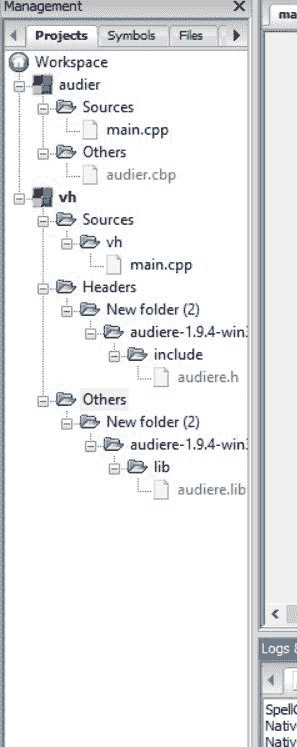 Management
Projects Symbols Files
Workspace
audier
Sources
main.cpp
Others
audier.cbp
vh
Sources
vh
main.cpp
Headers
New folder (2)
audiere-1.9.4-win
include
audiere.h
Others
New folder (2)
audiere-1.9.4-win
lib
audiere.lib
ma
Logs &
SpellC
Nativ
Nativ